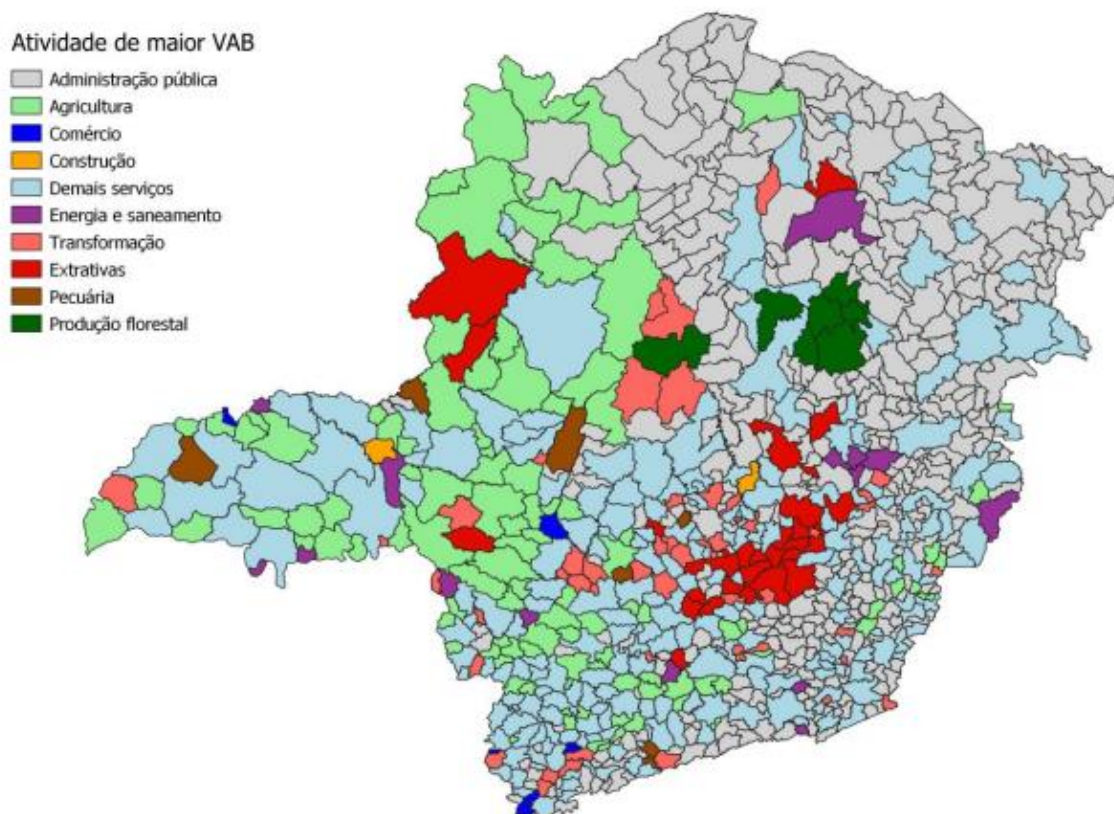 Atividade de maior VAB
Administração pública
Agricultura
Comércio
Construção
Demais serviços
Energia e saneamento
Transformação
Extrativas
Pecuária
Produção florestal